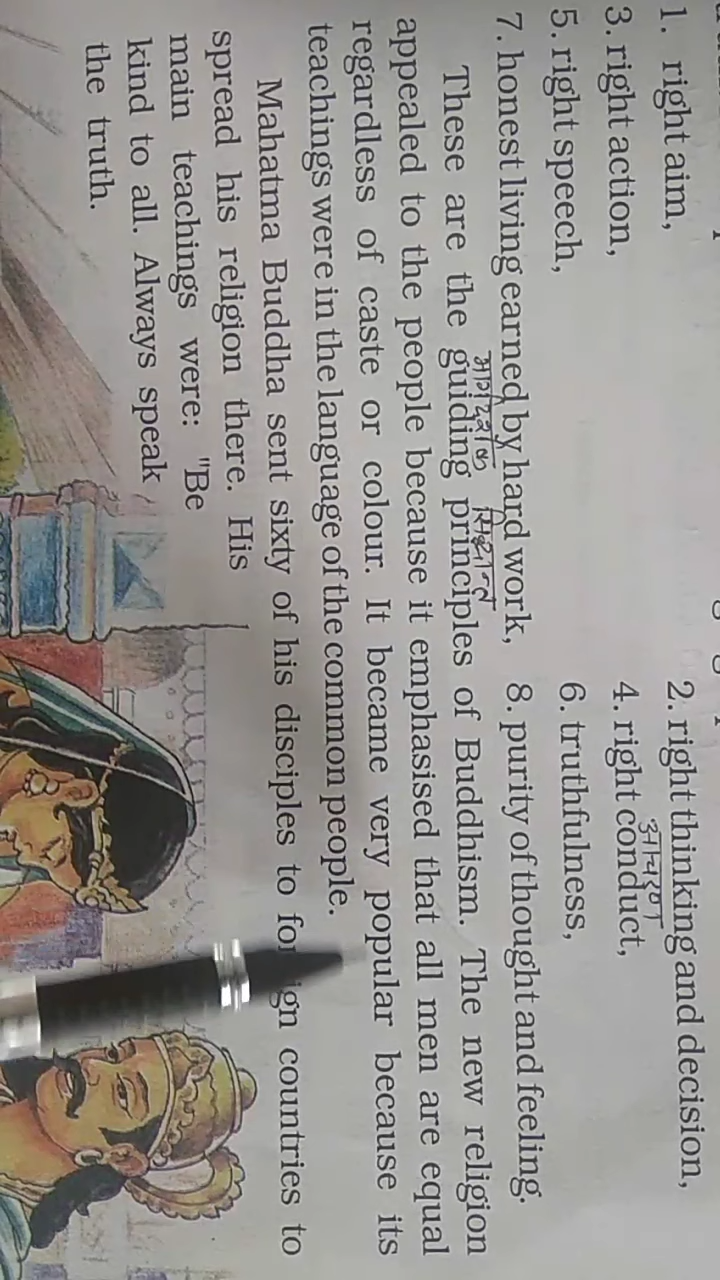 1. right aim,
2. right thinking and decision,
3. right action,
4. right conduct,
आचरण
5. right speech,
6. truthfulness,
7. honest living earned by hard work,
8. purity of thought and feeling.
मार्गदर्शक सिद्धान्त
These are the guiding principles of Buddhism. The new religion
appealed to the people because it emphasised that all men are equal
regardless of caste or colour. It became very popular because its
teachings were in the language of the common people.
Mahatma Buddha sent sixty of his disciples to countries to
spread his religion there. His
main teachings were: "Be
kind to all. Always speak
the truth.